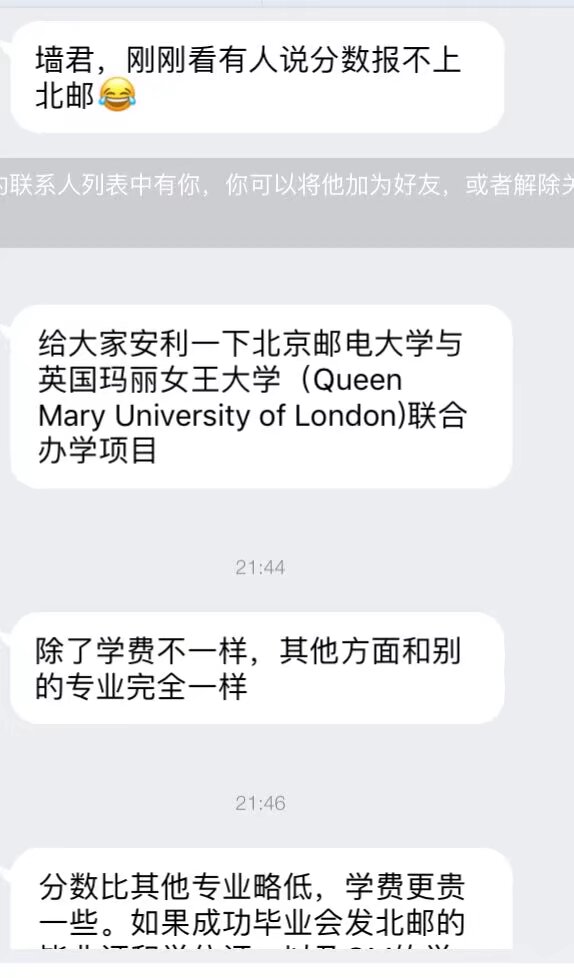 墙君，刚刚看有人说分数报不上
北邮😂
的联系人列表中有你，你可以将他加为好友，或者解除关
给大家安利一下北京邮电大学与
英国玛丽女王大学（Queen
Mary University of London)联合
办学项目
21:44
除了学费不一样，其他方面和别
的专业完全一样
21:46
分数比其他专业略低，学费更贵
一些。如果成功毕业会发北邮的